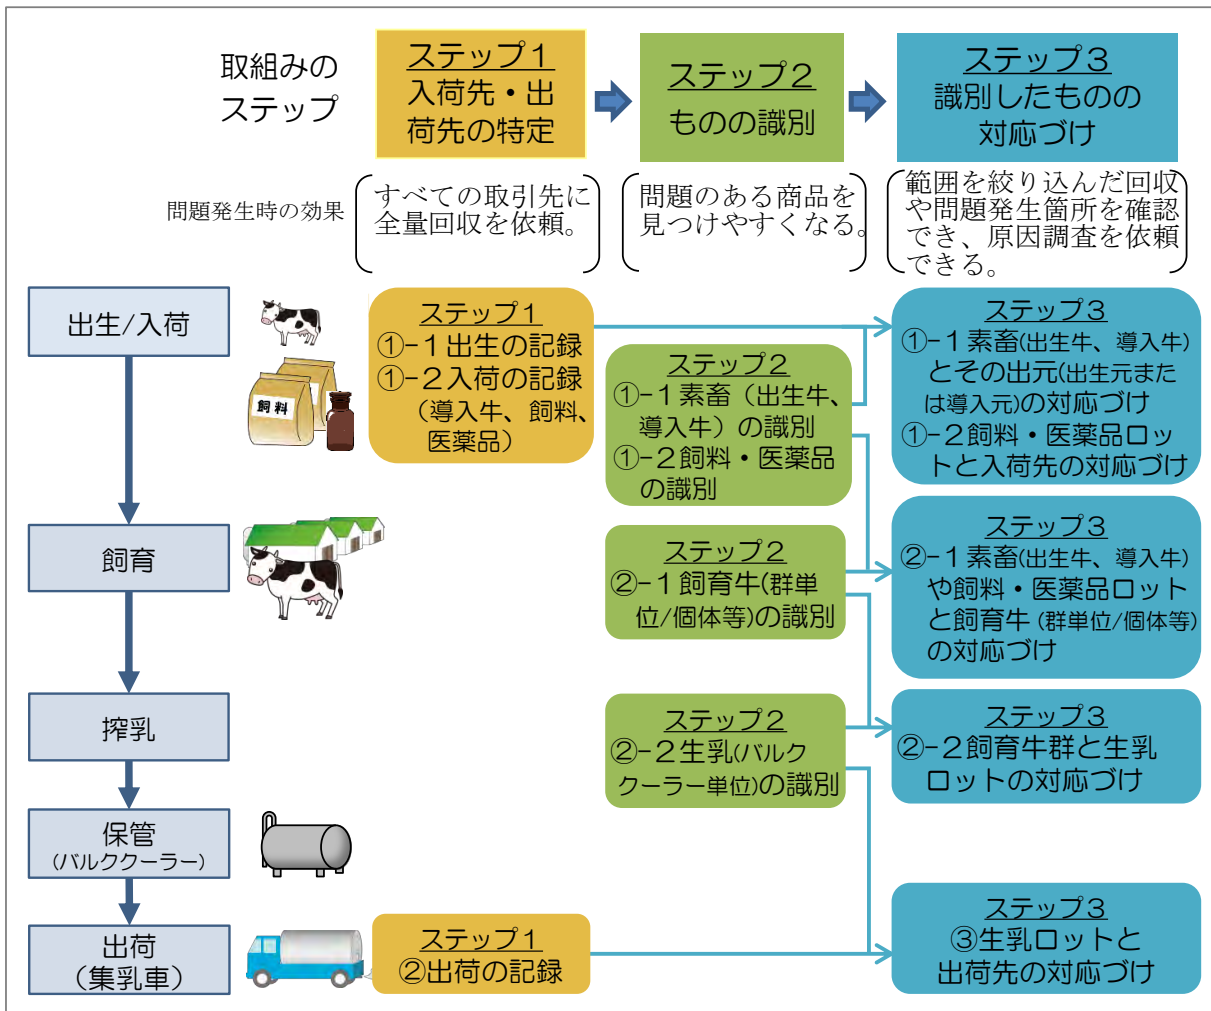 取組みの
ステップ
ステップ１
入荷先・出
荷先の特定
ステップ２
ものの識別
ステップ３
識別したものの
対応づけ
問題発生時の効果
すべての取引先に
全量回収を依頼。
問題のある商品を
見つけやすくなる。
範囲を絞り込んだ回収
や問題発生箇所を確認
でき、原因調査を依頼
できる。
出生/入荷
飼料
ステップ１
①-１出生の記録
①-２入荷の記録
（導入牛、飼料、
医薬品）
ステップ２
①-１素畜（出生牛、
導入牛）の識別
①-２飼料・医薬品
の識別
ステップ３
①-１素畜(出生牛、導入牛)
とその出元(出生元また
は導入元)の対応づけ
①-２飼料・医薬品ロッ
トと入荷先の対応づけ
飼育
ステップ２
②-１飼育牛(群単
位/個体等)の識別
ステップ３
②-１素畜(出生牛、導入牛)
や飼料・医薬品ロット
と飼育牛(群単位/個体等)
の対応づけ
搾乳
ステップ２
②-２生乳(バルク
クーラー単位)の識別
ステップ３
②-２飼育牛群と生乳
ロットの対応づけ
保管
（バルククーラー）
出荷
（集乳車）
ステップ１
②出荷の記録
ステップ３
③生乳ロットと
出荷先の対応づけ